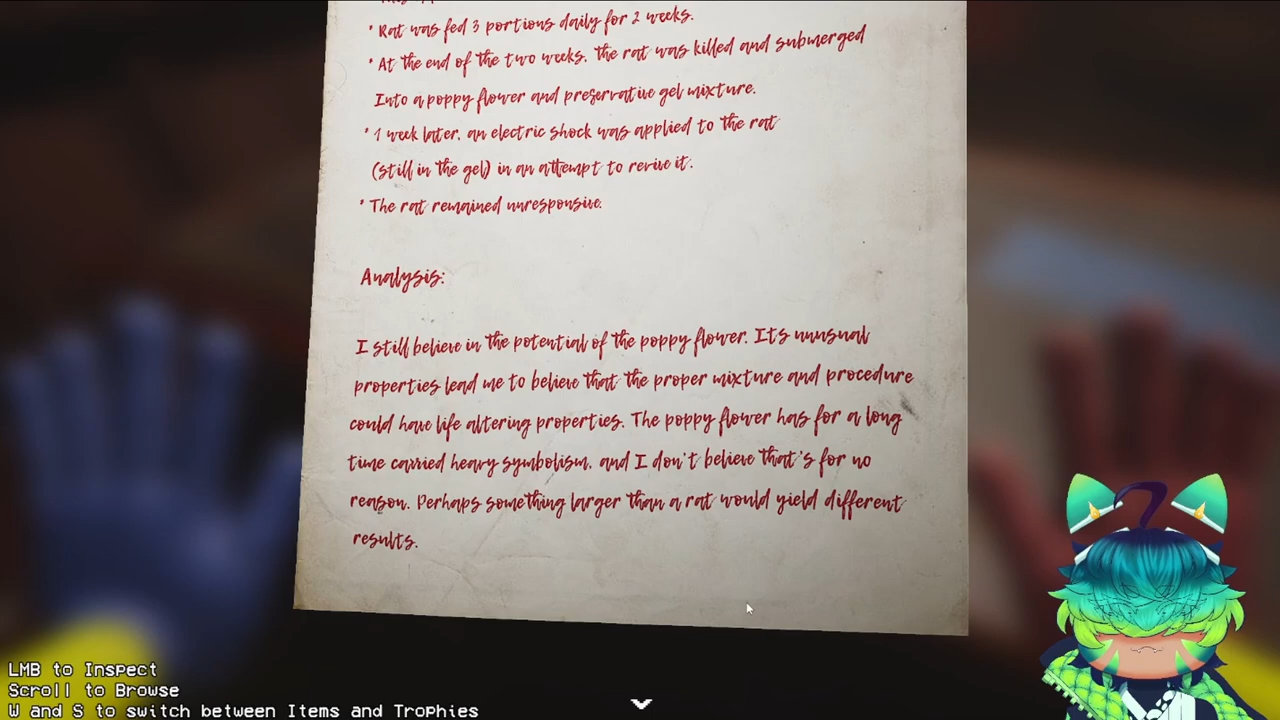 * Rat was fed 3 portions daily for 2 weeks.
* At the end of the two weeks. the rat was killed and submerged
Into a poppy flower and preservative gel mixture.
* 1 week later. an electric shock was applied to the rat
(still in the gel) in an attempt to revive it.
* The rat remained unresponsive.
Analysis:
I still believe in the potential of the poppy flower. Its unusual
properties lead me to believe that the proper mixture and procedure
could have life altering properties. The poppy flower has for a long
time carried heavy symbolism. and I don't believe that's for no
reason. Perhaps something larger than a rat would yield different
results.
LMB to Inspect
Scroll to Browse
W and S to switch between Items and Trophies